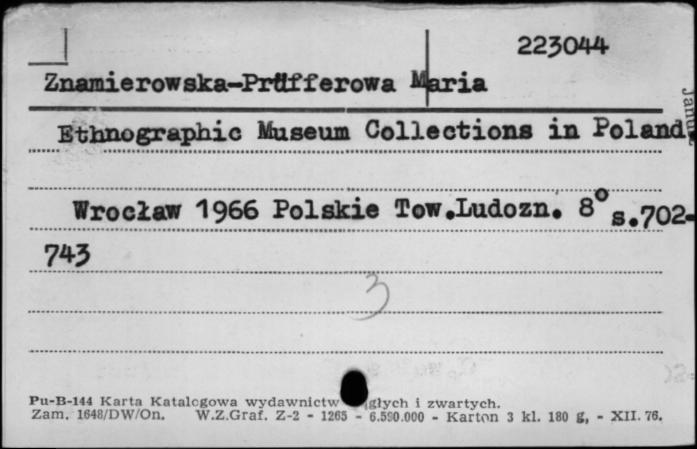 223044
Znamierowska-Prüfferowa Maria
Ethnographic Museum Collections in Poland
Wrocław 1966 Polskie Tow.Ludozn. 8° s.702-
743
3
Pu-B-144 Karta Katalogowa wydawnictw i zwartych.
Zam. 1648/DW/On. W.Z.Graf. Z-2 - 1265 - 6.590.000 - Karton 3 kl. 180 g, - XII. 76.